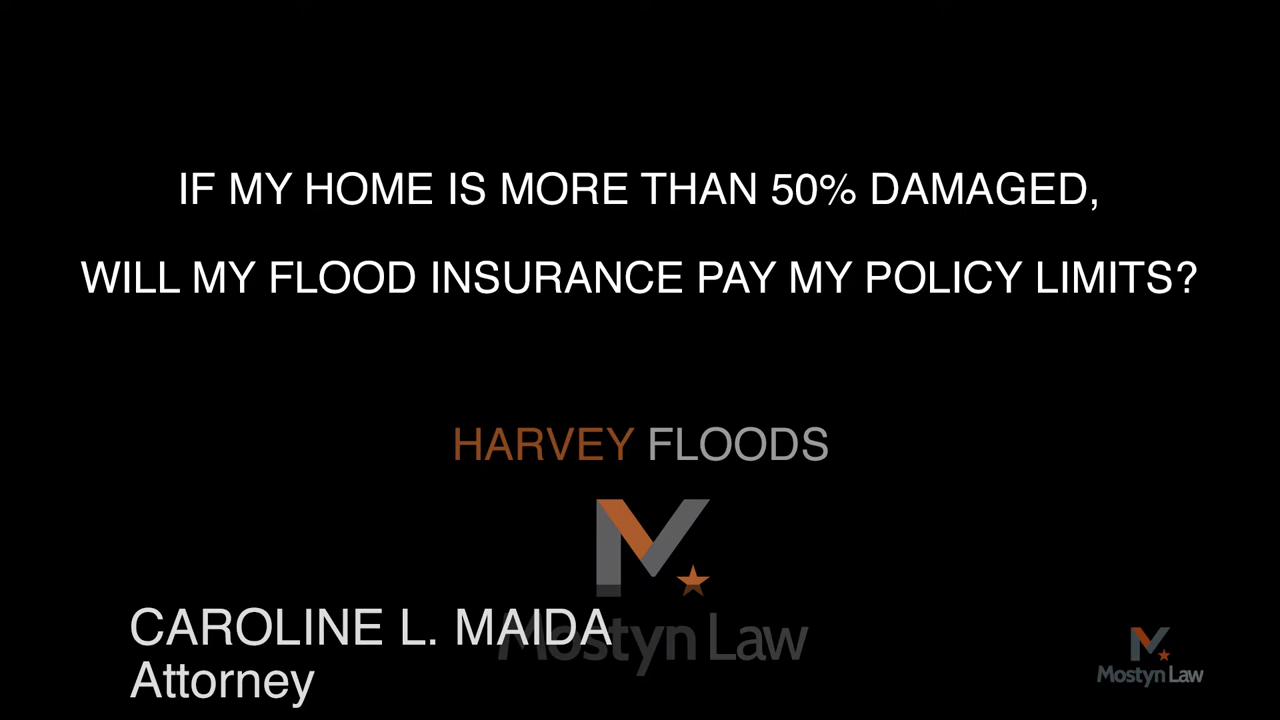 IF MY HOME IS MORE THAN 50% DAMAGED,
WILL MY FLOOD INSURANCE PAY MY POLICY LIMITS?
HARVEY FLOODS
Mostyn Law
CAROLINE L. MAIDA
Attorney
Mostyn Law